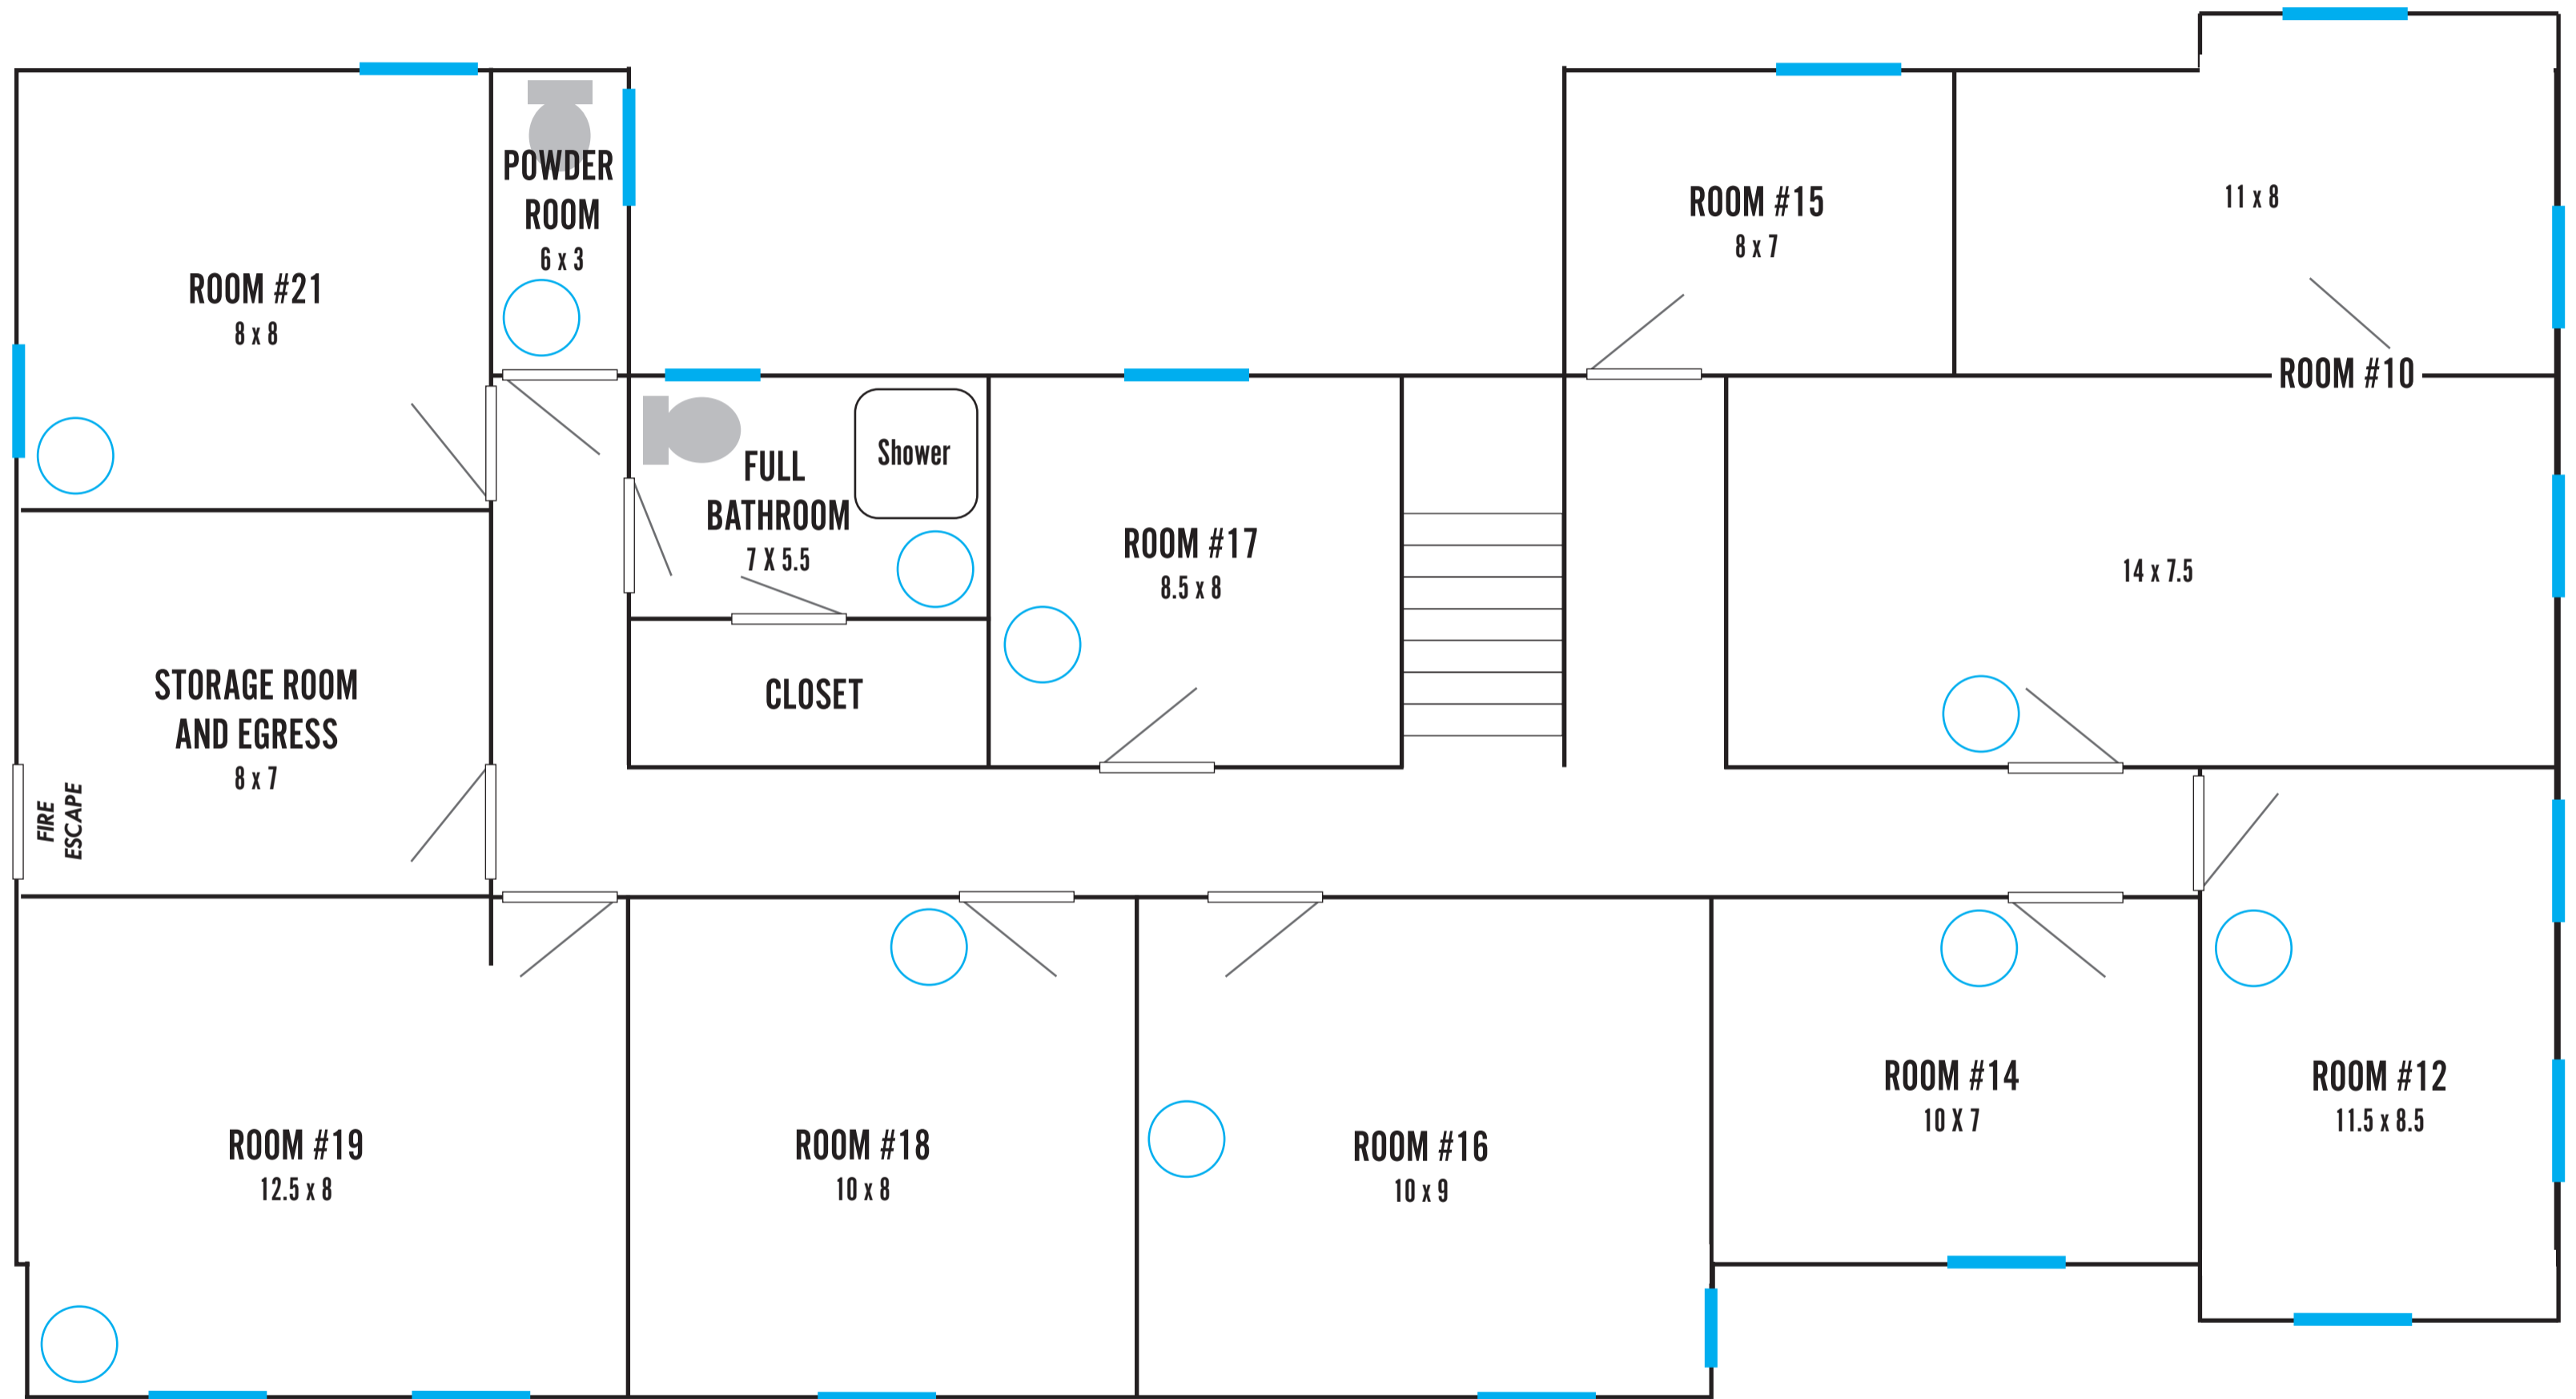 POWDER
ROOM
6 x 3
ROOM #21
8 x 8
ROOM #15
8 x 7
11 x 8
ROOM #10
14 x 7.5
FULL
BATHROOM
7 X 5.5
Shower
ROOM #17
8.5 x 8
CLOSET
STORAGE ROOM
AND EGRESS
8 x 7
FIRE
ESCAPE
ROOM #19
12.5 x 8
ROOM #18
10 x 8
ROOM #16
10 x 9
ROOM #14
10 X 7
ROOM #12
11.5 x 8.5